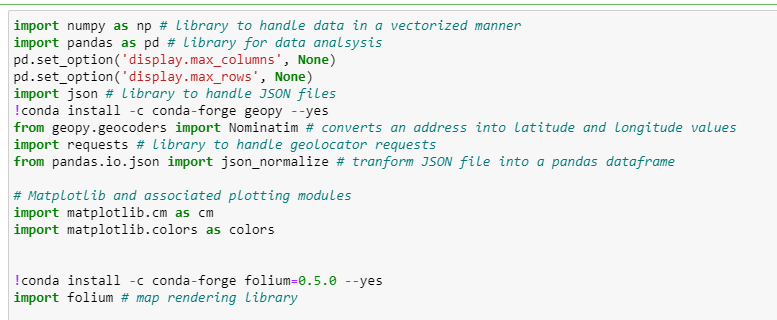 import numpy as np # library to handle data in a vectorized manner
import pandas as pd # library for data analsysis
pd.set_option('display.max_columns', None)
pd.set_option('display.max_rows', None)
import json # library to handle JSON files
!conda install -c conda-forge geopy --yes
from geopy.geocoders import Nominatim # converts an address into latitude and longitude values
import requests # library to handle geolocator requests
from pandas.io.json import json_normalize # tranform JSON file into a pandas dataframe
# Matplotlib and associated plotting modules
import matplotlib.cm as cm
import matplotlib.colors as colors
!conda install -c conda-forge folium=0.5.0 --yes
import folium # map rendering library